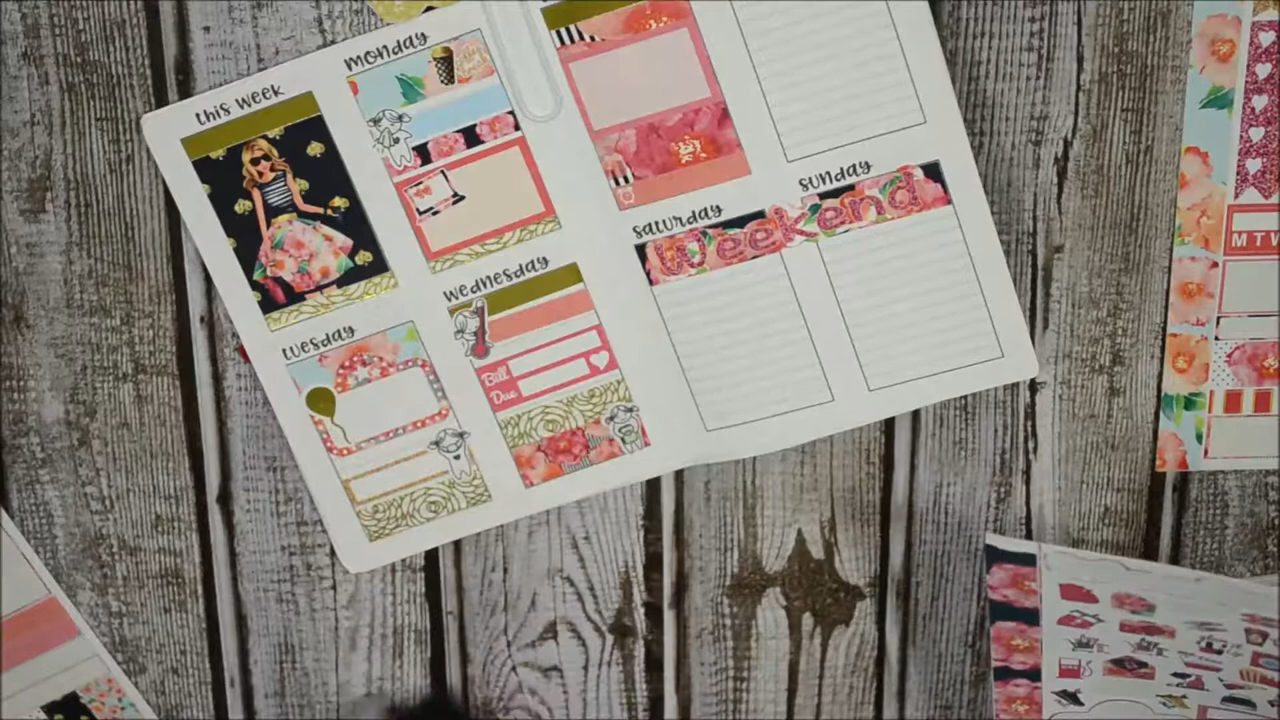 this week
monday
tuesday
wednesday
Bill
Due
saturday
sunday
Weekend
MTW